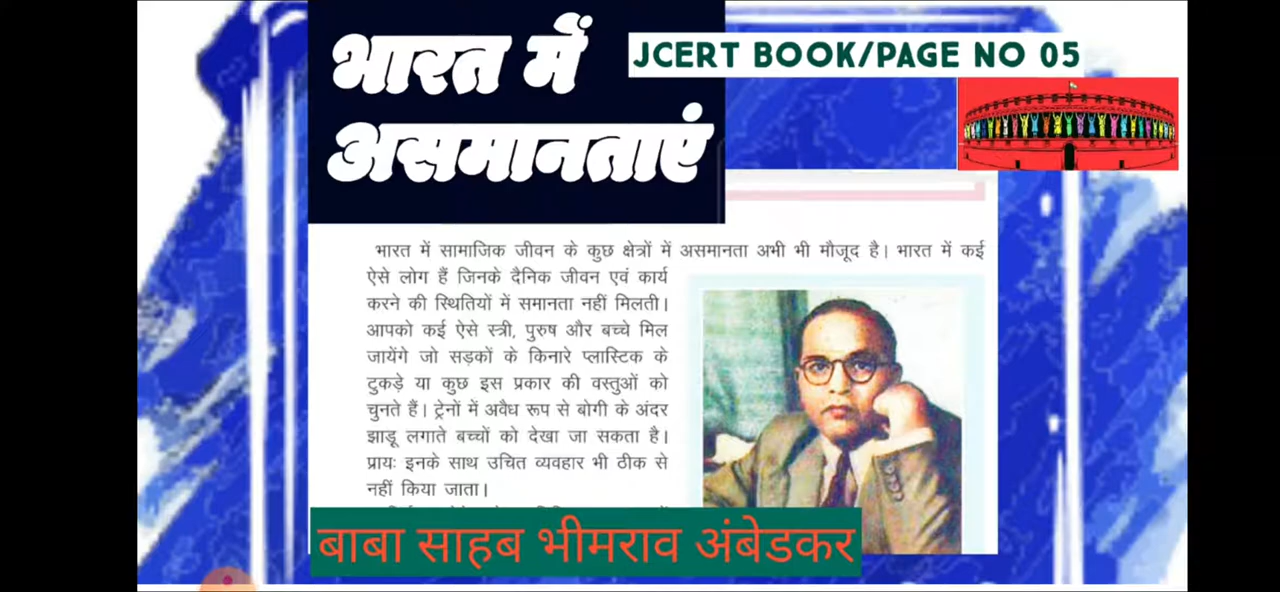 भारत में
असमानताएं
JCERT BOOK/PAGE NO 05
भारत में सामाजिक जीवन के कुछ क्षेत्रों में असमानता अभी भी मौजूद है। भारत में कई
ऐसे लोग हैं जिनके दैनिक जीवन एवं कार्य
करने की स्थितियों में समानता नहीं मिलती।
आपको कई ऐसे स्त्री, पुरुष और बच्चे मिल
जायेंगे जो सड़कों के किनारे प्लास्टिक के
टुकड़े या कुछ इस प्रकार की वस्तुओं को
चुनते हैं। ट्रेनों में अवैध रूप से बोगी के अंदर
झाडू लगाते बच्चों को देखा जा सकता है।
प्रायः इनके साथ उचित व्यवहार भी ठीक से
नहीं किया जाता।
बाबा साहब भीमराव अंबेडकर